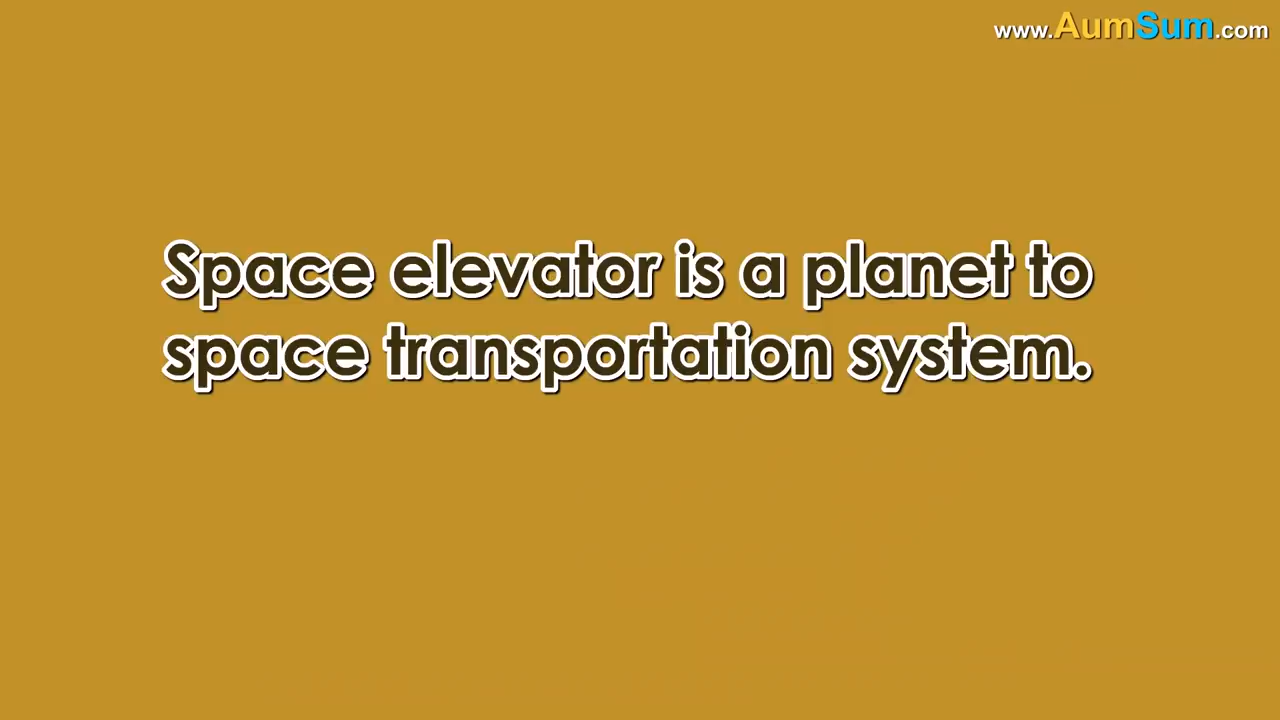 www.AumSum.com
Space elevator is a planet to
space transportation system.